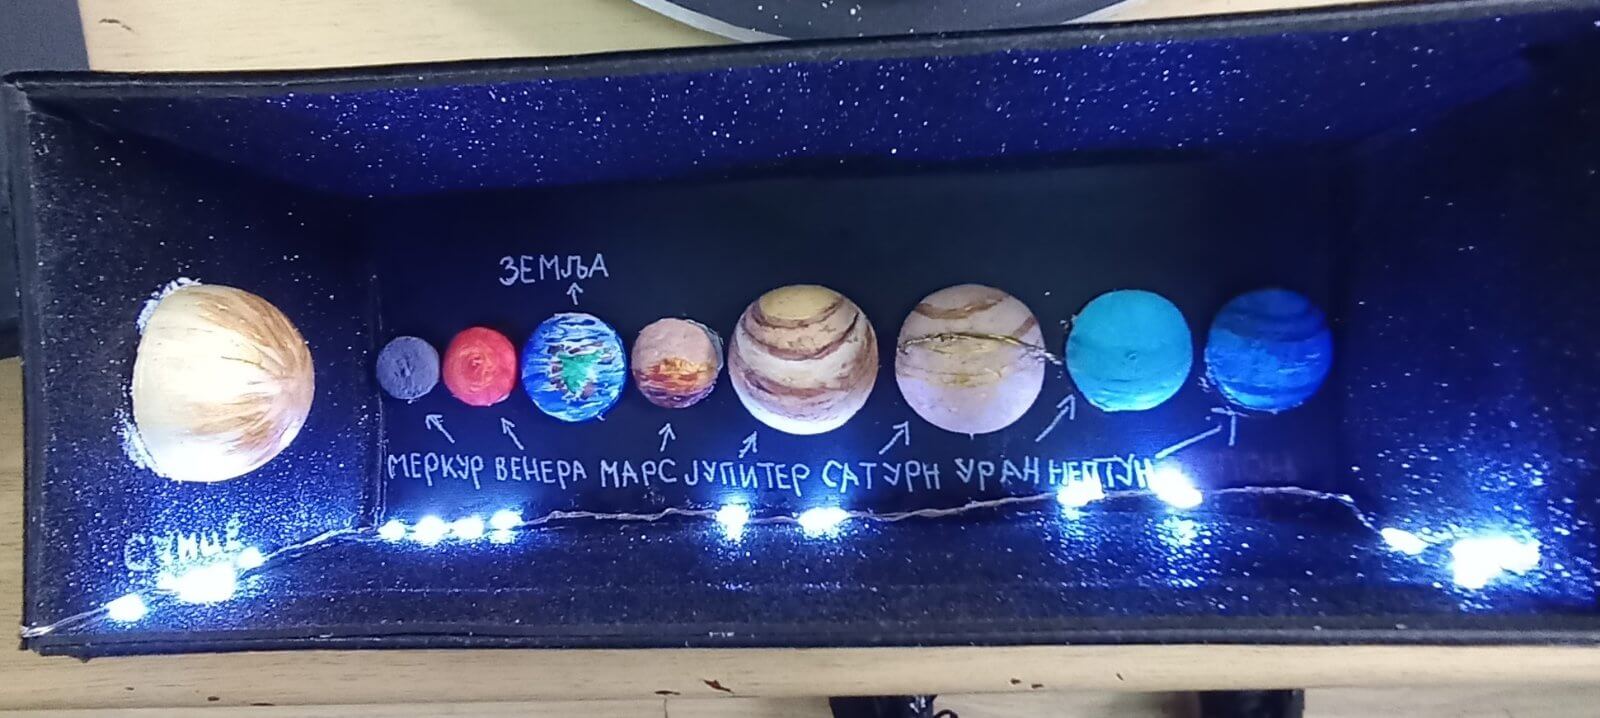 ЗЕМЉА
МЕРКУР ВЕНЕРА МАРС ЈУПИТЕР САТУРН УРАН НЕПТУН
СУНЦЕ